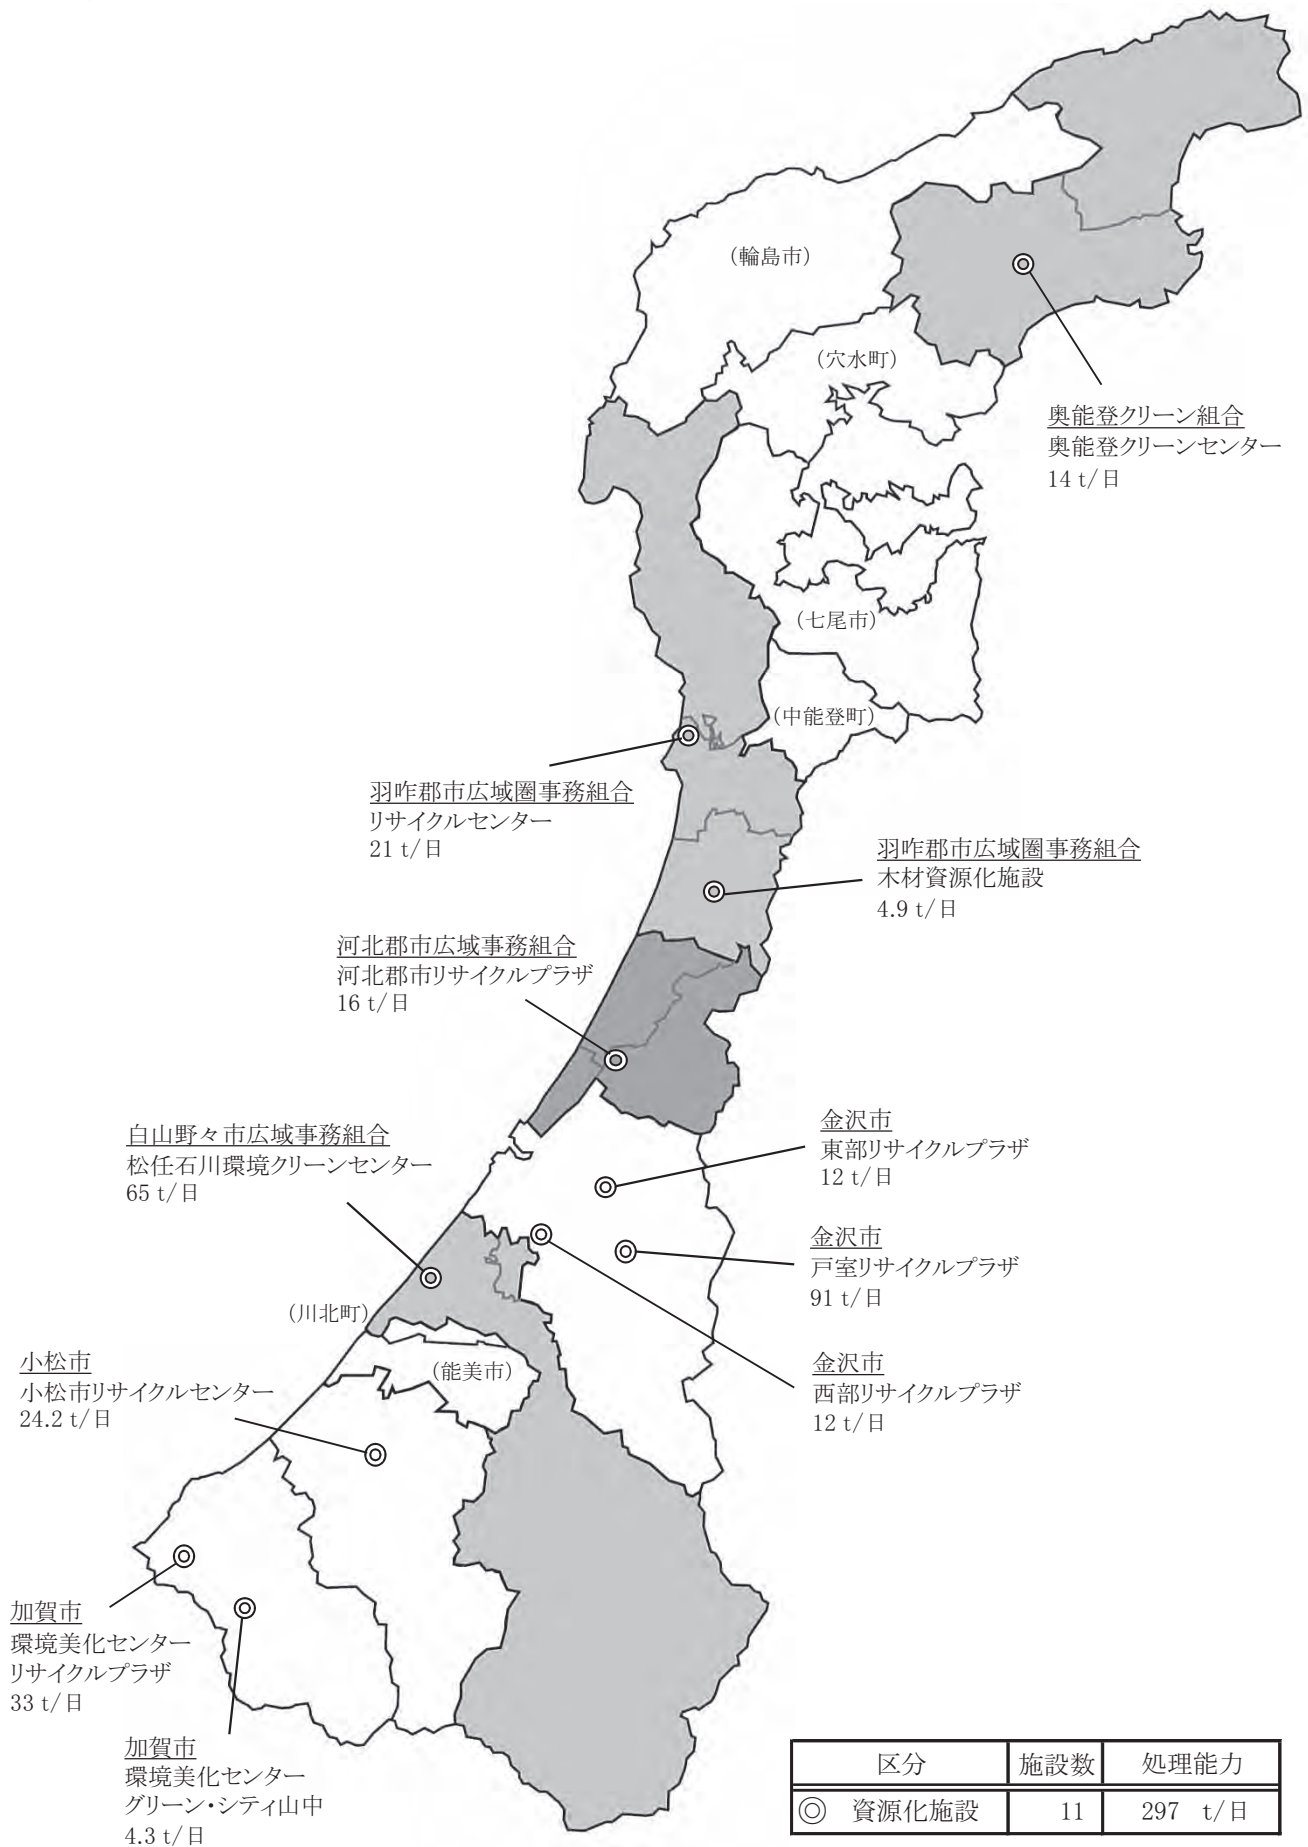 (輪島市)
(穴水町)
奥能登クリーン組合
奥能登クリーンセンター
14 t/日
(七尾市)
(中能登町)
羽咋郡市広域圏事務組合
リサイクルセンター
21 t/日
羽咋郡市広域圏事務組合
木材資源化施設
4.9 t/日
河北郡市広域事務組合
河北郡市リサイクルプラザ
16 t/日
白山野々市広域事務組合
松任石川環境クリーンセンター
65 t/日
金沢市
東部リサイクルプラザ
12 t/日
金沢市
戸室リサイクルプラザ
91 t/日
金沢市
西部リサイクルプラザ
12 t/日
(川北町)
(能美市)
小松市
小松市リサイクルセンター
24.2 t/日
加賀市
環境美化センター
リサイクルプラザ
33 t/日
加賀市
環境美化センター
グリーン・シティ山中
4.3 t/日
区分 施設数 処理能力
◎ 資源化施設 11 297 t/日